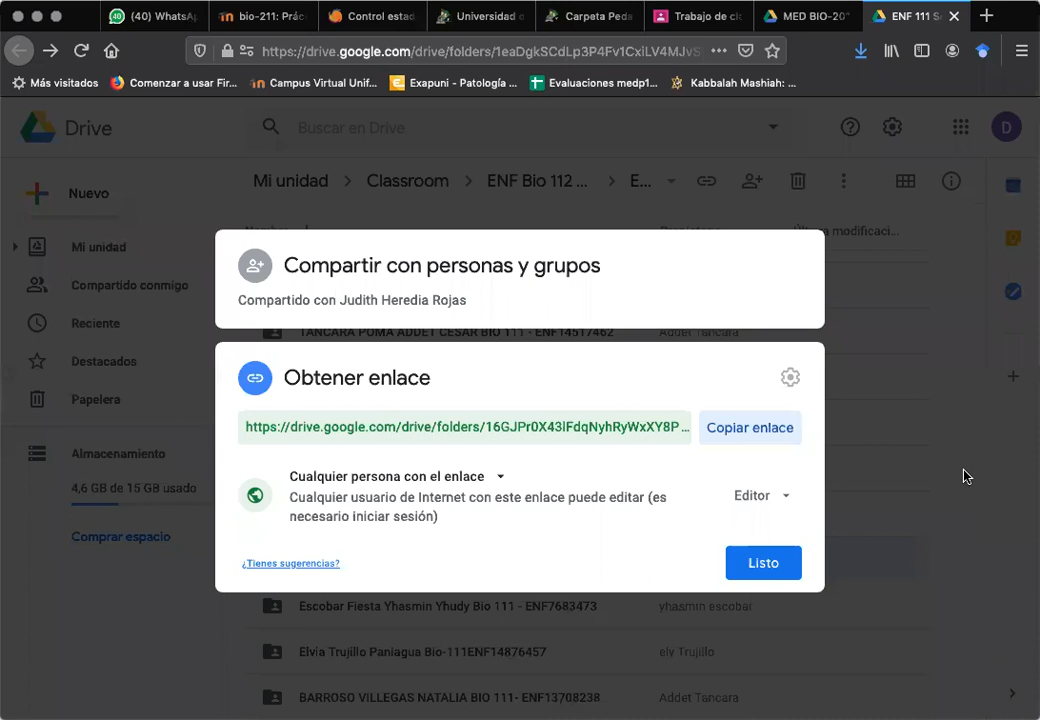 (40) WhatsA
bio-211: Prác
Control estad
Universidad d
Carpeta Peda
Trabajo de clo
MED BIO-20
ENF 111 S
https://drive.google.com/drive/folders/1eaDgkSCdLp3P4Fv1CxiLV4MJvS
Más visitados
Comenzar a usar Fir...
Campus Virtual Unif...
Exapuni - Patología ...
Evaluaciones medp1...
Kabbalah Mashiah: ...
Drive
Buscar en Drive
D
Nuevo
Mi unidad > Classroom > ENF Bio 112 ... > E...
última modificaci...
Mi unidad
Compartido conmigo
Reciente
Destacados
Papelera
Almacenamiento
4,6 GB de 15 GB usado
Comprar espacio
Compartir con personas y grupos
Compartido con Judith Heredia Rojas
TANCARA POMA ADDET CESAR BIO 111 - ENF14517462
Addet Tancara
Obtener enlace
https://drive.google.com/drive/folders/16GJPr0X43lFdqNyhRyWxXY8P...
Copiar enlace
Cualquier persona con el enlace
Cualquier usuario de Internet con este enlace puede editar (es
necesario iniciar sesión)
Editor
¿Tienes sugerencias?
Listo
Escobar Fiesta Yhasmin Yhudy Bio 111 - ENF7683473
yhasmin escobar
Elvia Trujillo Paniagua Bio-111ENF14876457
ely Trujillo
BARROSO VILLEGAS NATALIA BIO 111- ENF13708238
Addet Tancara